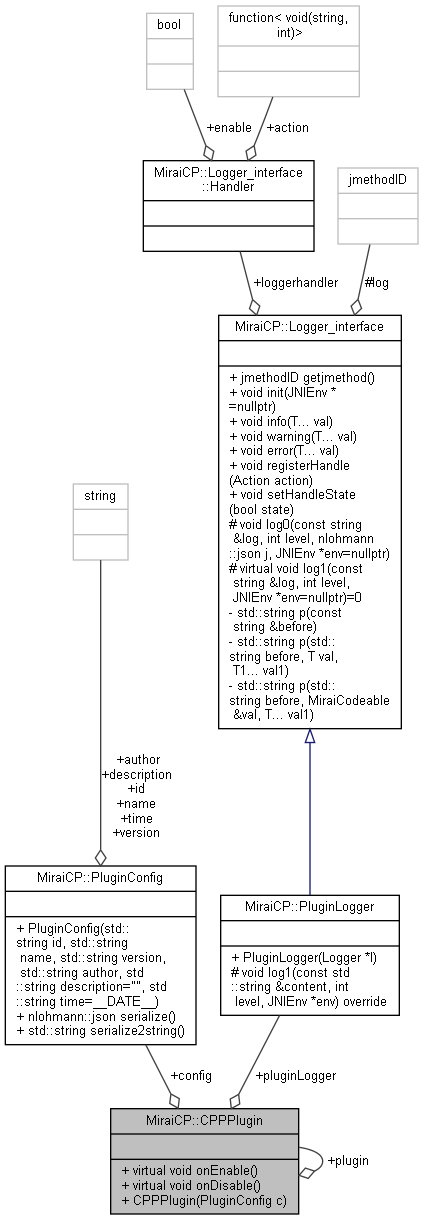 bool
function< void(string,
int)>
+enable
+action
MiraiCP::Logger_interface
::Handler
jmethodID
+loggerhandler
#log
MiraiCP::Logger_interface
+ jmethodID getjmethod()
+ void init(JNIEnv *
=nullptr)
+ void info(T... val)
+ void warning(T... val)
+ void error(T... val)
+ void registerHandle
(Action action)
+ void setHandleState
(bool state)
# void log0(const string
&log, int level, nlohmann
::json j, JNIEnv *env=nullptr)
# virtual void log1(const
string &log, int level,
JNIEnv *env=nullptr)=0
- std::string p(const
string &before)
- std::string p(std::
string before, T val,
T1... val1)
- std::string p(std::
string before, MiraiCodeable
&val, T... val1)
string
+author
+description
+id
+name
+time
+version
MiraiCP::PluginConfig
+ PluginConfig(std::
string id, std::string
name, std::string version,
std::string author, std
::string description="", std
::string time=__DATE__)
+ nlohmann::json serialize()
+ std::string serialize2string()
MiraiCP::PluginLogger
+ PluginLogger(Logger *l)
# void log1(const std
::string &content, int
level, JNIEnv *env) override
+config
+pluginLogger
MiraiCP::CPPPlugin
+ virtual void onEnable()
+ virtual void onDisable()
+ CPPPlugin(PluginConfig c)
+plugin